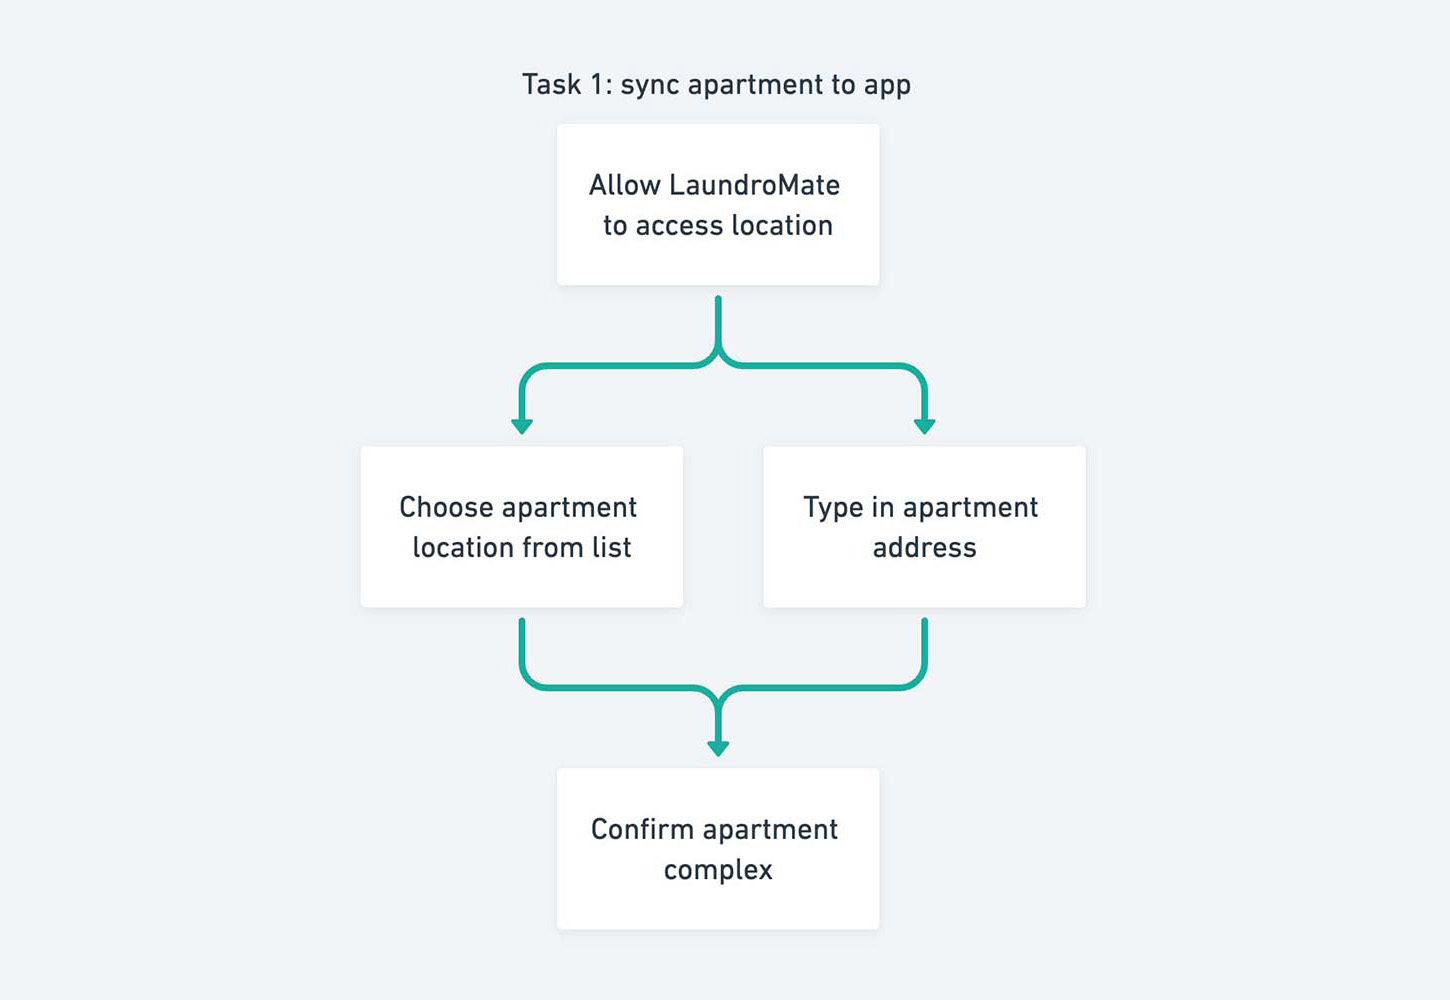 Task 1: sync apartment to app
Allow LaundroMate
to access location
Choose apartment
location from list
Type in apartment
address
Confirm apartment
complex